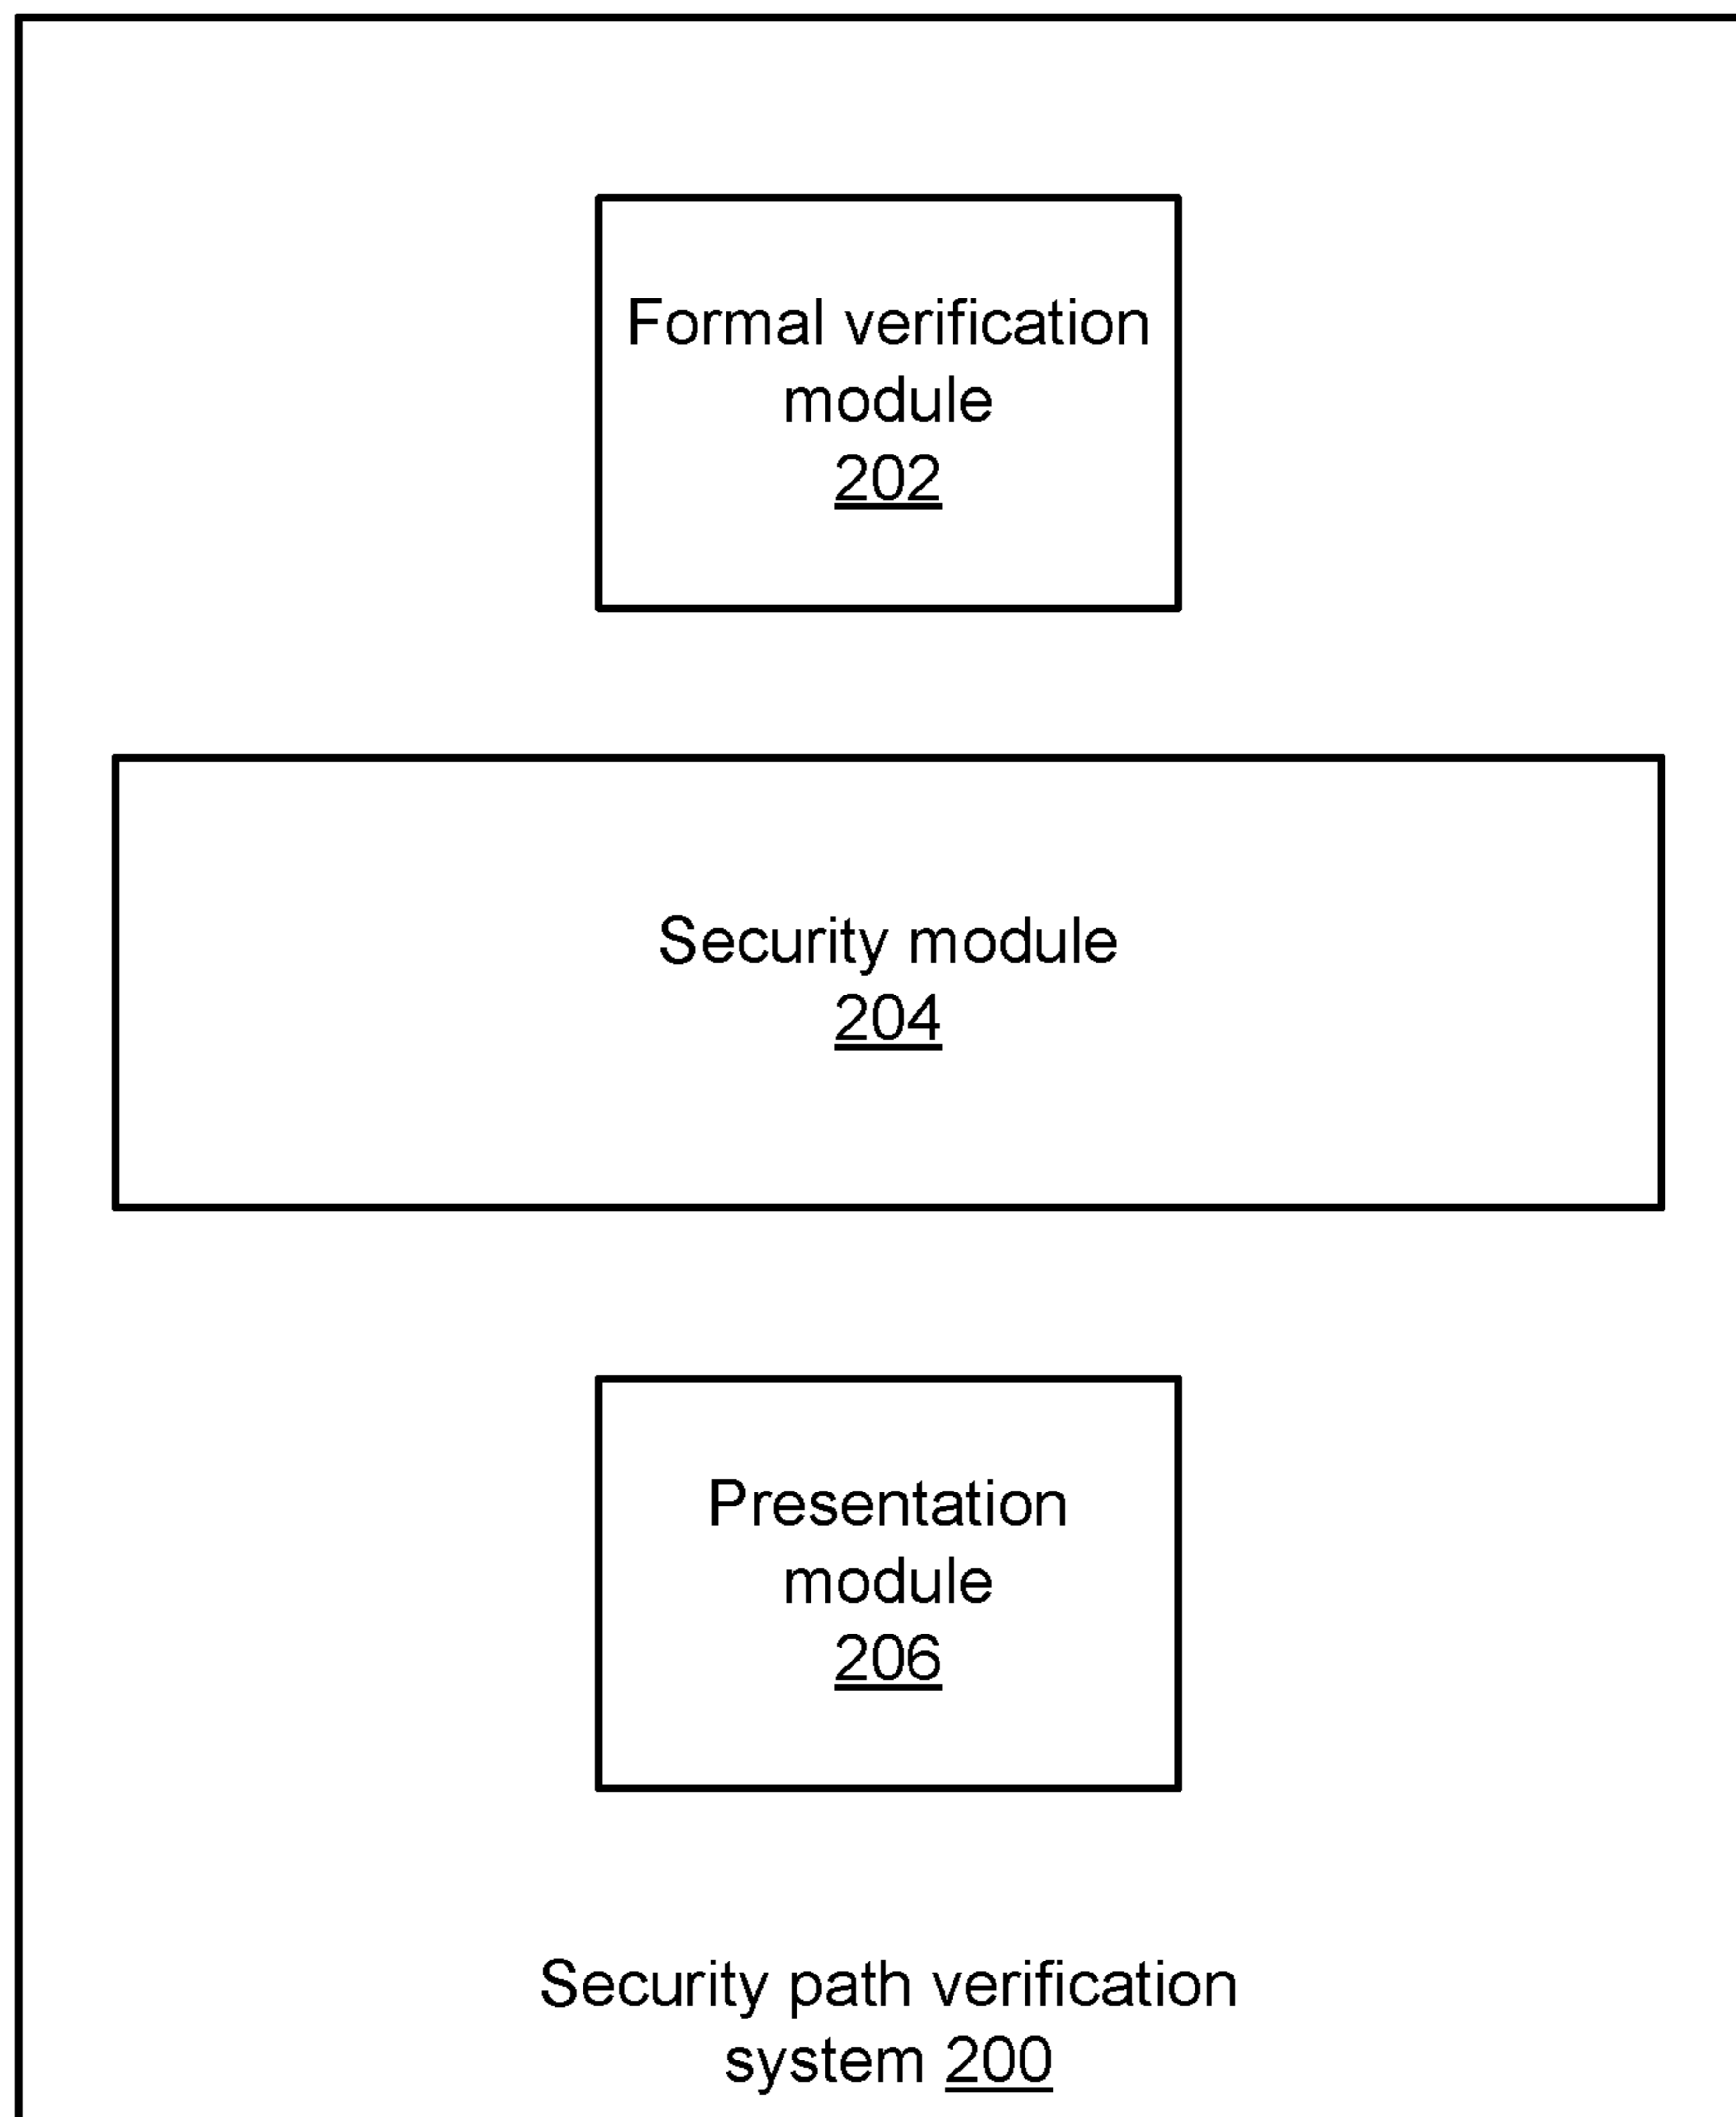 Formal verification
module
202
Security module
204
Presentation
module
206
Security path verification
system 200